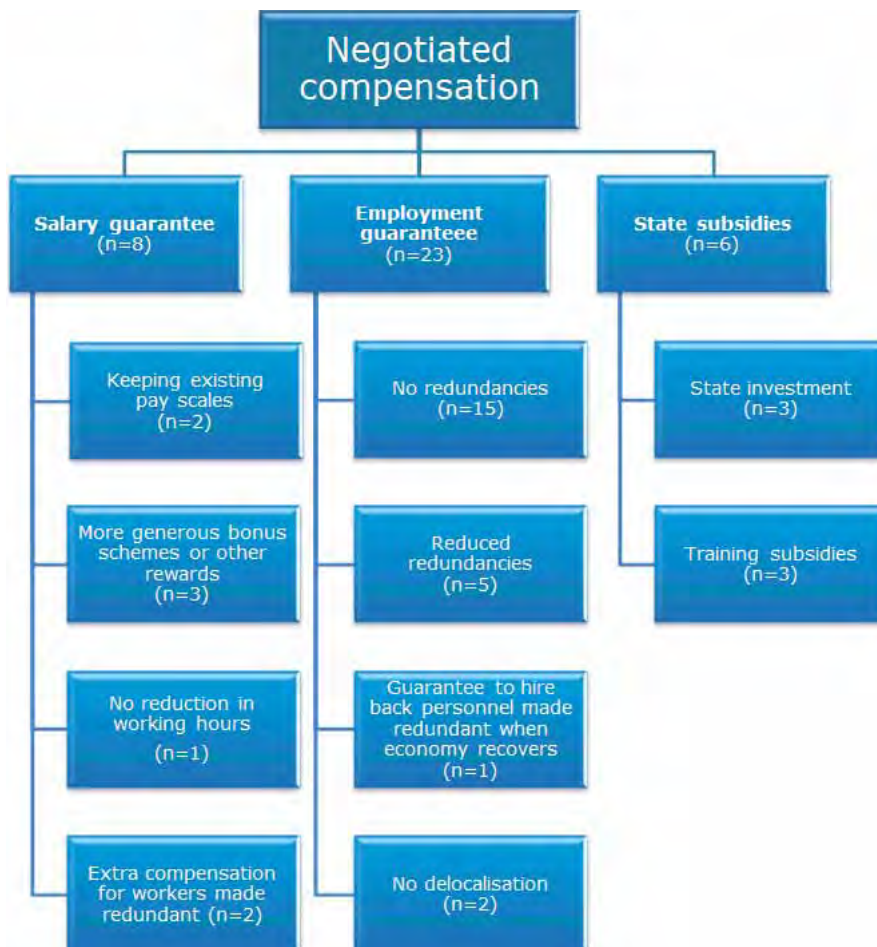 Negotiated
compensation
Salary guarantee
(n=8)
Keeping existing
pay scales
(n=2)
More generous bonus
schemes or other
rewards
(n=3)
No reduction in
working hours
(n=1)
Extra compensation
for workers made
redundant (n=2)
Employment
guaranteee
(n=23)
No redundancies
(n=15)
Reduced
redundancies
(n=5)
Guarantee to hire
back personnel made
redundant when
economy recovers
(n=1)
No delocalisation
(n=2)
State subsidies
(n=6)
State investment
(n=3)
Training subsidies
(n=3)